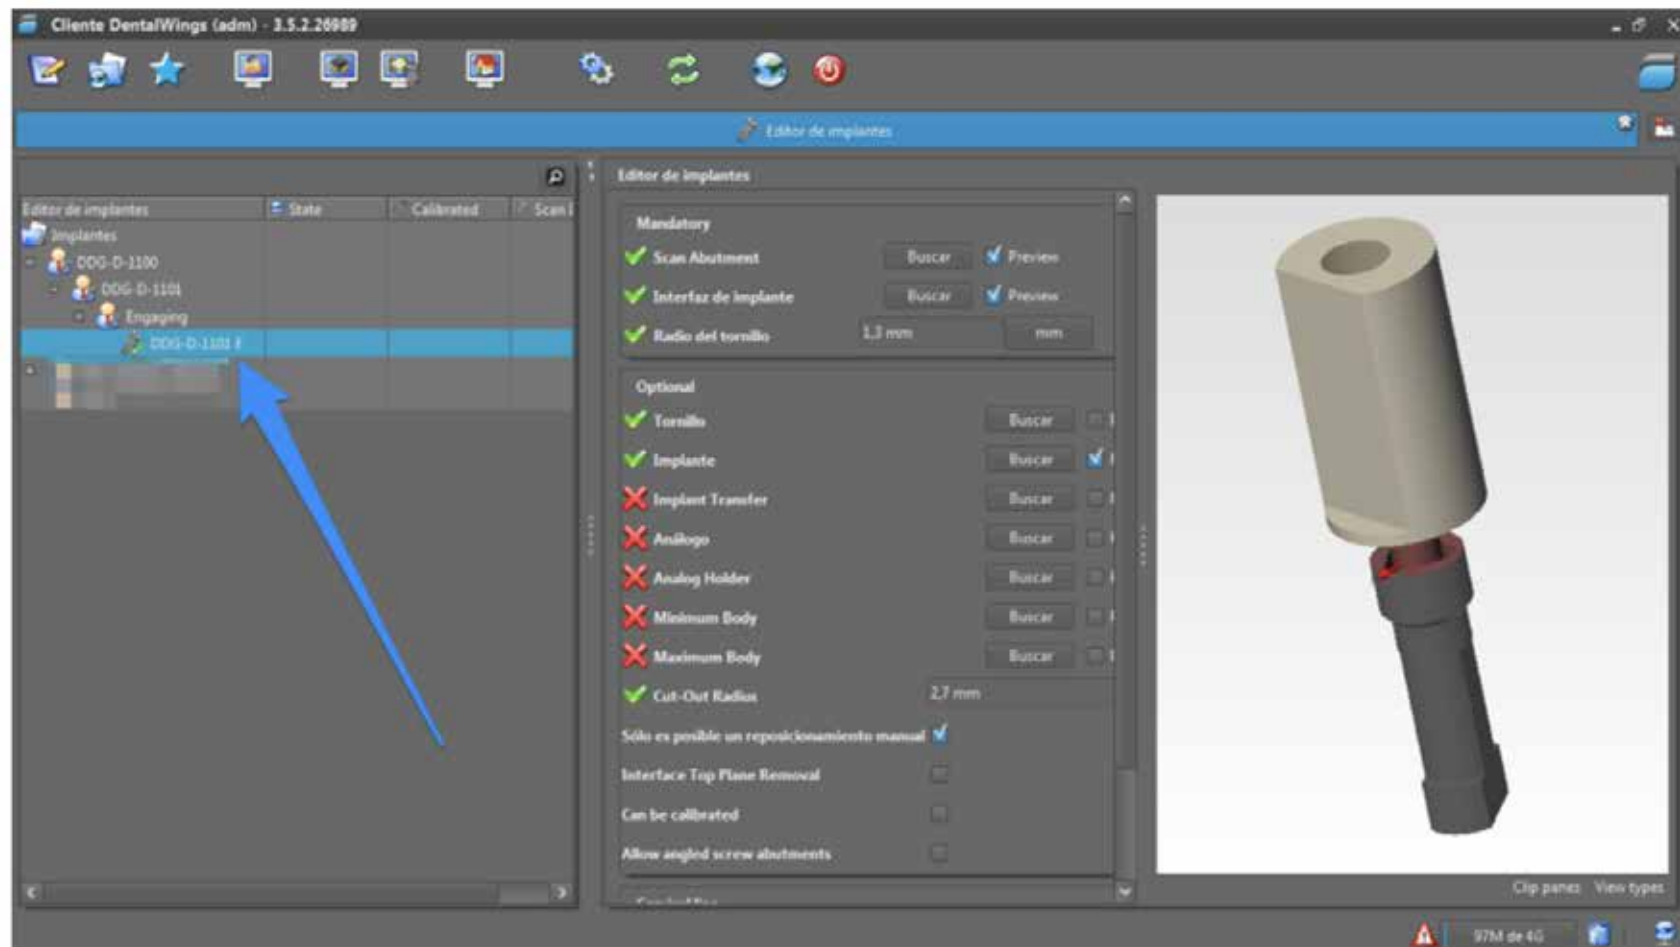 Cliente DentalWings (adm) - 3.5.2.26989
Editor de implantes
Editor de implantes State Calibrated Scan
Implantes
DDG-D-1100
DDG-D-1101
Engaging
DDG-D-1101
Editor de implantes
Mandatory
Scan Abutment Buscar Preview
Interfaz de implante Buscar Preview
Radio del tornillo 1,3 mm mm
Optional
Tornillo Buscar
Implante Buscar
Implant Transfer Buscar
Análogo Buscar
Analog Holder Buscar
Minimum Body Buscar
Maximum Body Buscar
Cut-Out Radius 2,7 mm
Sólo es posible un reposicionamiento manual
Interface Top Plane Removal
Can be calibrated
Allow angled screw abutments
Clip panes View types
97M de 4G